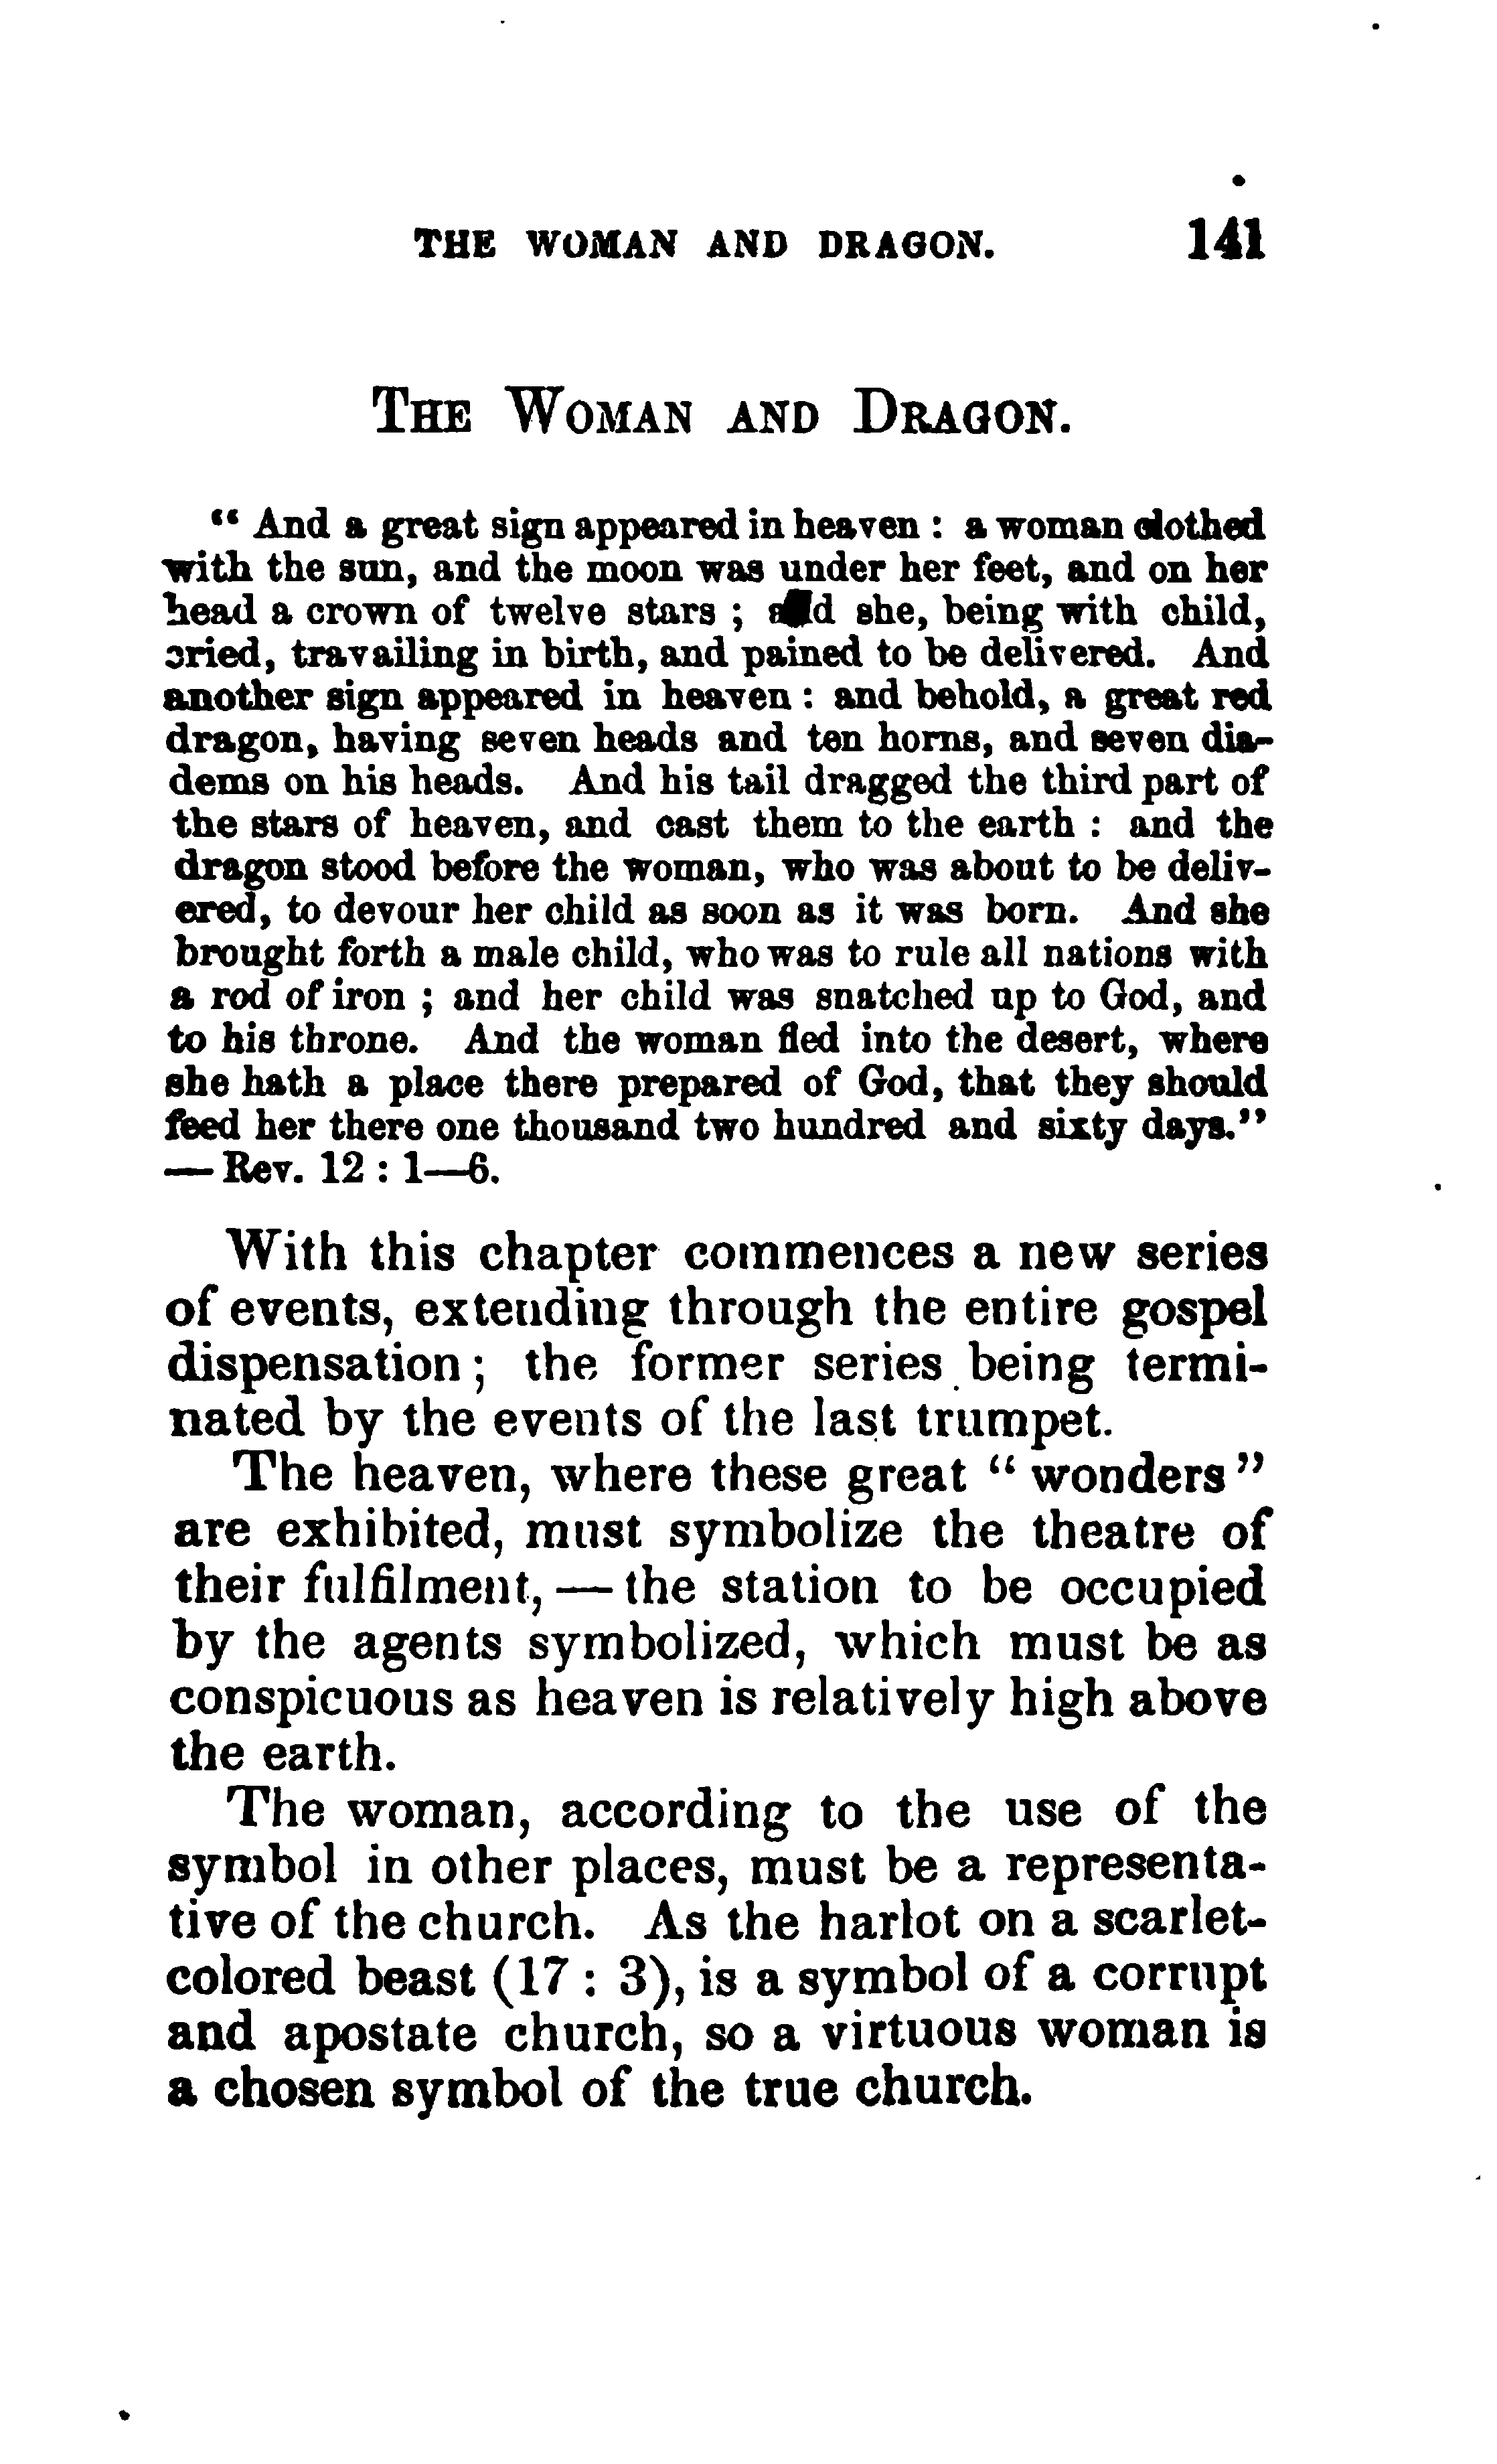 THE WOMAN AND DRAGON. 141
THE WOMAN AND DRAGON.
“ And a great sign appeared in heaven : a woman clothed
with the sun, and the moon was under her feet, and on her
head a crown of twelve stars ; and she, being with child,
cried, travailing in birth, and pained to be delivered. And
another sign appeared in heaven : and behold, a great red
dragon, having seven heads and ten horns, and seven dia-
dems on his heads. And his tail dragged the third part of
the stars of heaven, and cast them to the earth : and the
dragon stood before the woman, who was about to be deliv-
ered, to devour her child as soon as it was born. And she
brought forth a male child, who was to rule all nations with
a rod of iron ; and her child was snatched up to God, and
to his throne. And the woman fled into the desert, where
she hath a place there prepared of God, that they should
feed her there one thousand two hundred and sixty days.”
— Rev. 12 : 1—6.
With this chapter commences a new series
of events, extending through the entire gospel
dispensation ; the former series being termi-
nated by the events of the last trumpet.
The heaven, where these great “ wonders ”
are exhibited, must symbolize the theatre of
their fulfilment, — the station to be occupied
by the agents symbolized, which must be as
conspicuous as heaven is relatively high above
the earth.
The woman, according to the use of the
symbol in other places, must be a representa-
tive of the church. As the harlot on a scarlet-
colored beast (17 : 3), is a symbol of a corrupt
and apostate church, so a virtuous woman is
a chosen symbol of the true church.